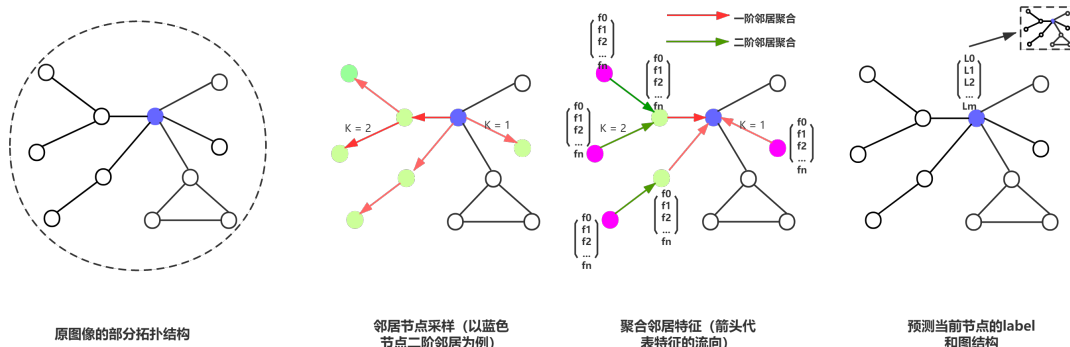 一阶邻居聚合
二阶邻居聚合
K = 2
K = 1
f0
f1
f2
...
fn
f0
f1
f2
...
fn
f0
f1
f2
...
fn
K = 2
K = 1
f0
f1
f2
...
fn
f0
f1
f2
...
fn
f0
f1
f2
...
fn
L0
L1
L2
...
Lm
原图像的部分拓扑结构
邻居节点采样（以蓝色
节点二阶邻居为例）
聚合邻居特征（箭头代
表特征的流向）
预测当前节点的label
和图结构